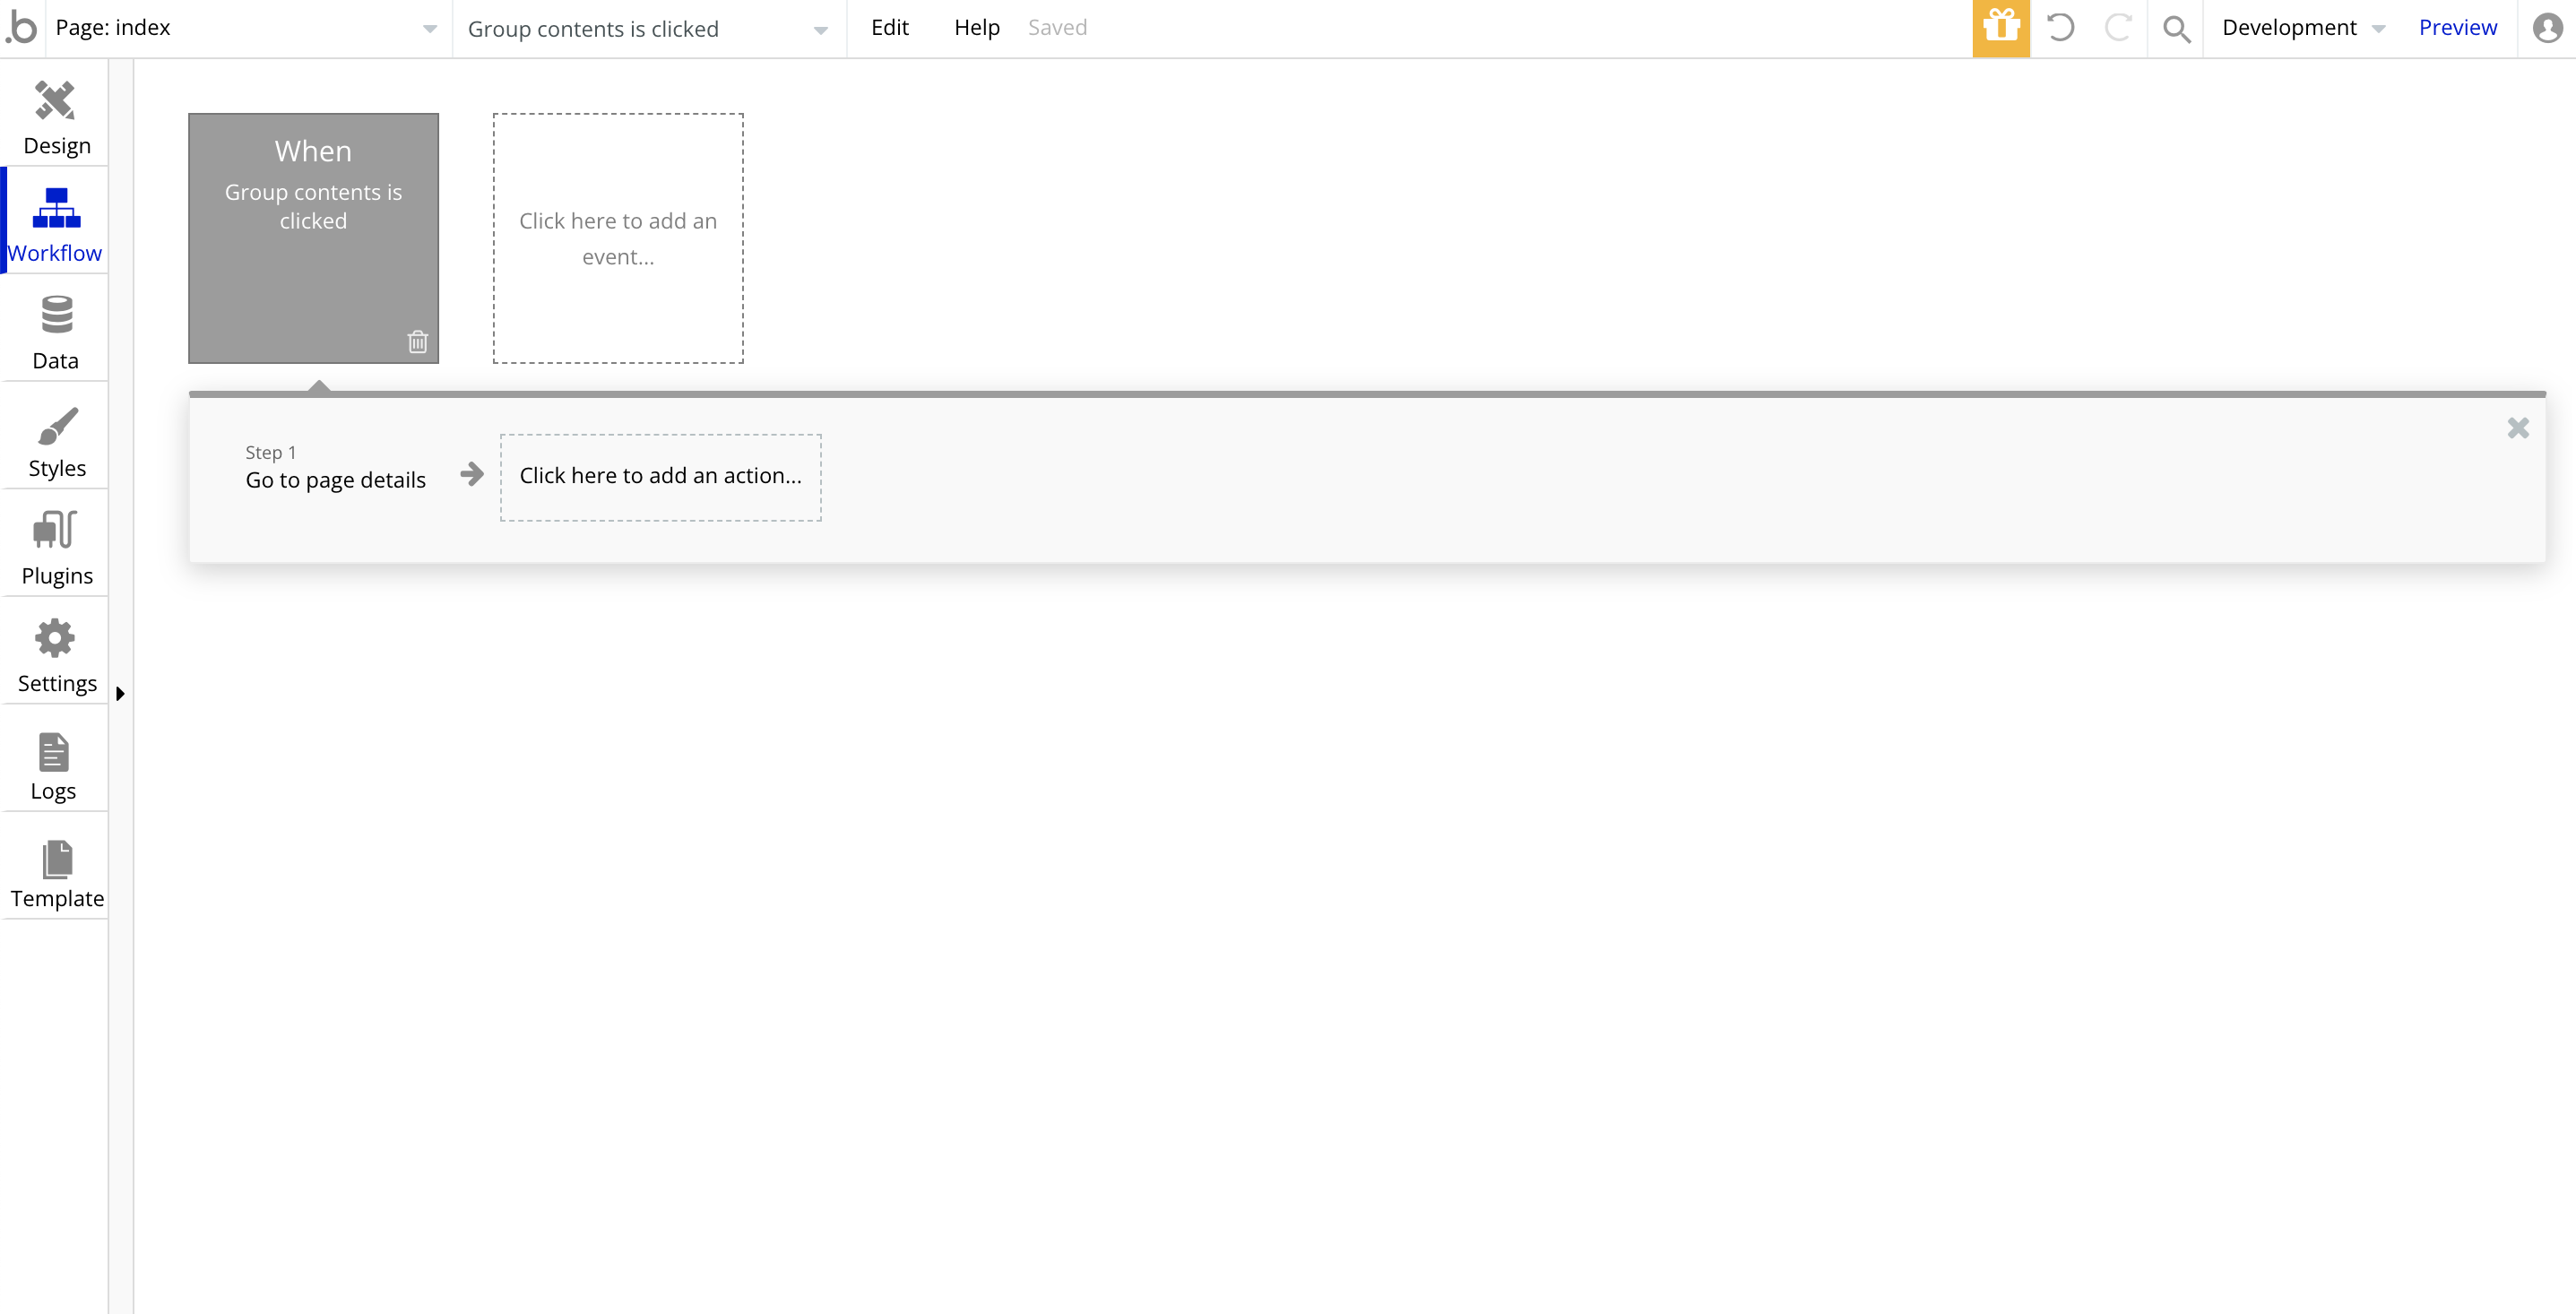 .b
Page: index
Group contents is clicked
Edit
Help
Saved
Development
Preview
Design
Workflow
Data
Styles
Plugins
Settings
Logs
Template
When
Group contents is
clicked
Click here to add an
event...
Step 1
Go to page details
Click here to add an action...